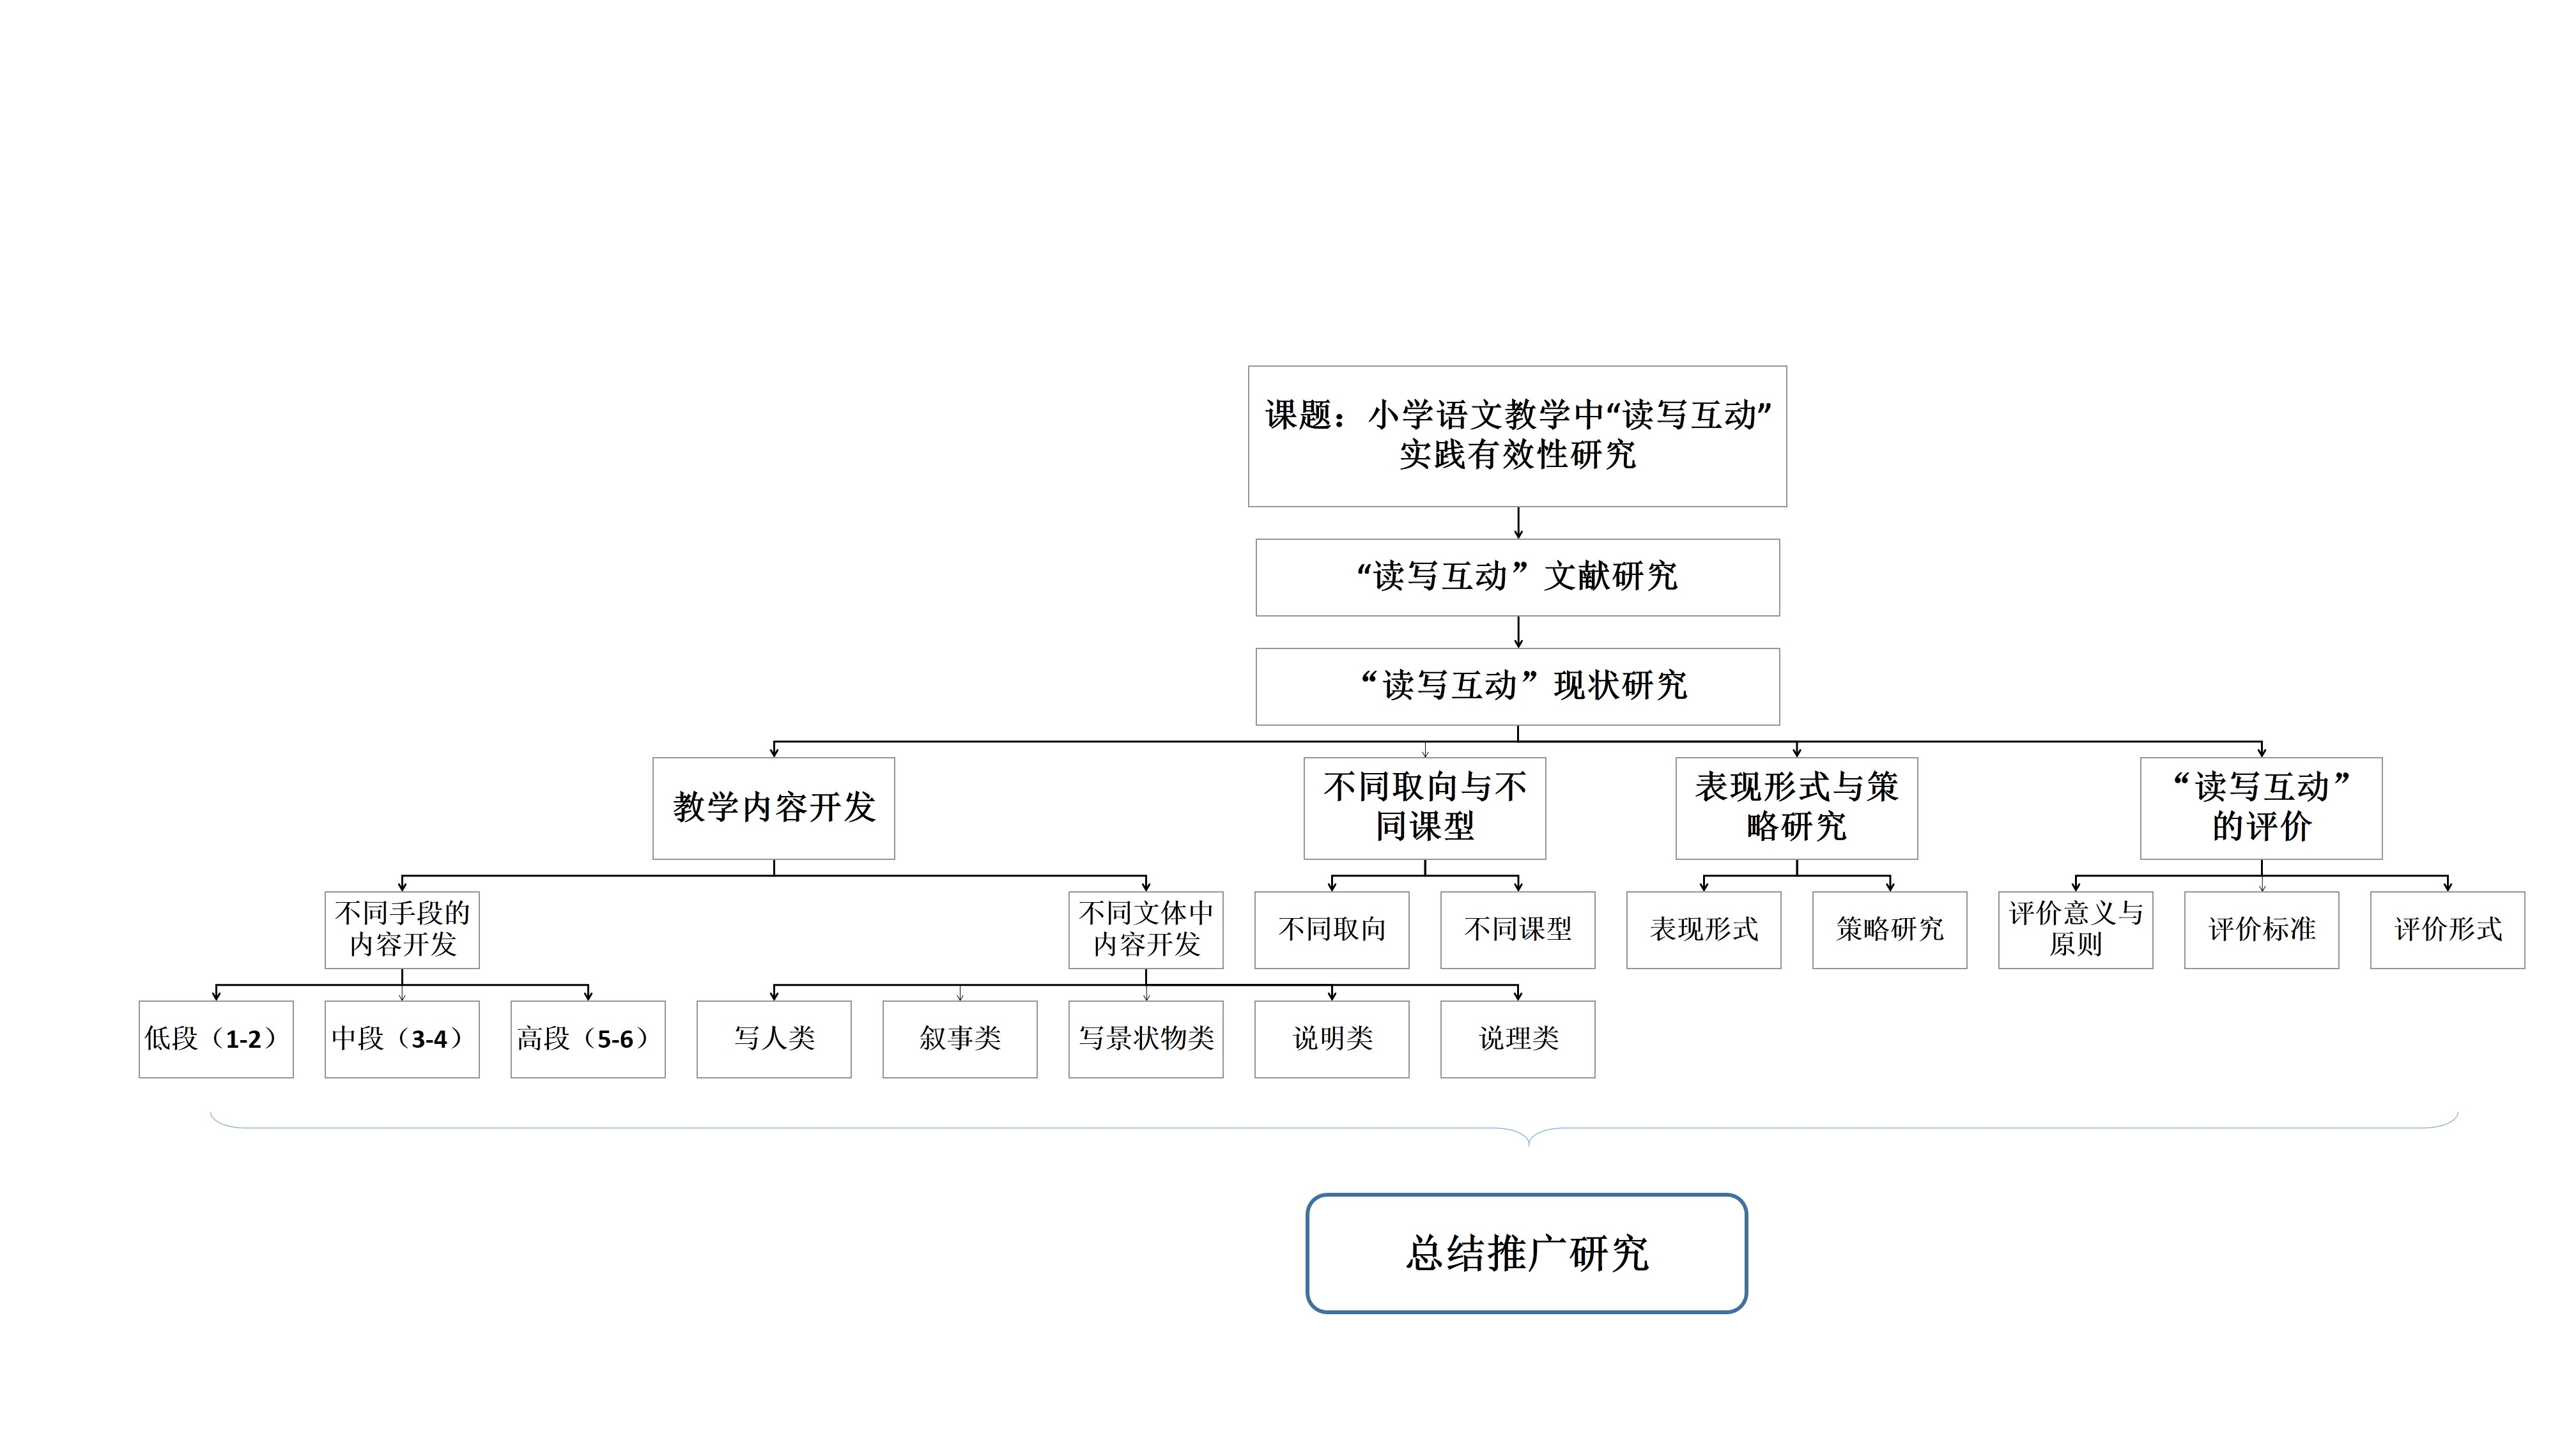 课题：小学语文教学中“读写互动”
实践有效性研究
“读写互动”文献研究
“读写互动”现状研究
教学内容开发
不同取向与不
同课型
表现形式与策
略研究
“读写互动”
的评价
不同手段的
内容开发
不同文体中
内容开发
不同取向
不同课型
表现形式
策略研究
评价意义与
原则
评价标准
评价形式
低段（1-2）
中段（3-4）
高段（5-6）
写人类
叙事类
写景状物类
说明类
说理类
总结推广研究